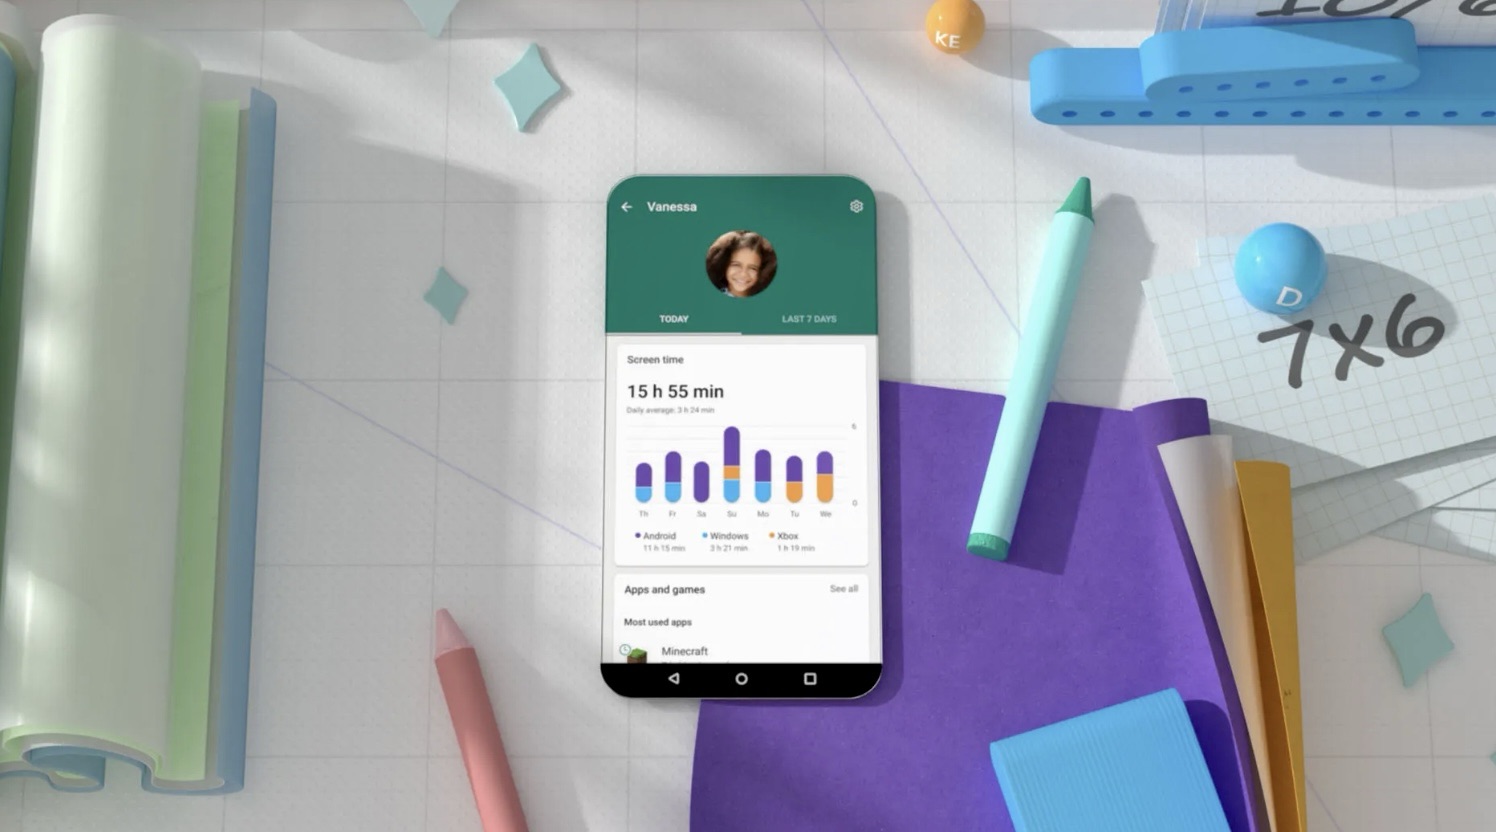 10/6
KE
D
7x6
Vanessa
TODAY LAST 7 DAYS
Screen time
15 h 55 min
Daily average: 3 h 24 min
6
0
Th Fr Sa Su Mo Tu We
Android Windows Xbox
11 h 15 min 3 h 21 min 1 h 19 min
Apps and games See all
Most used apps
Minecraft